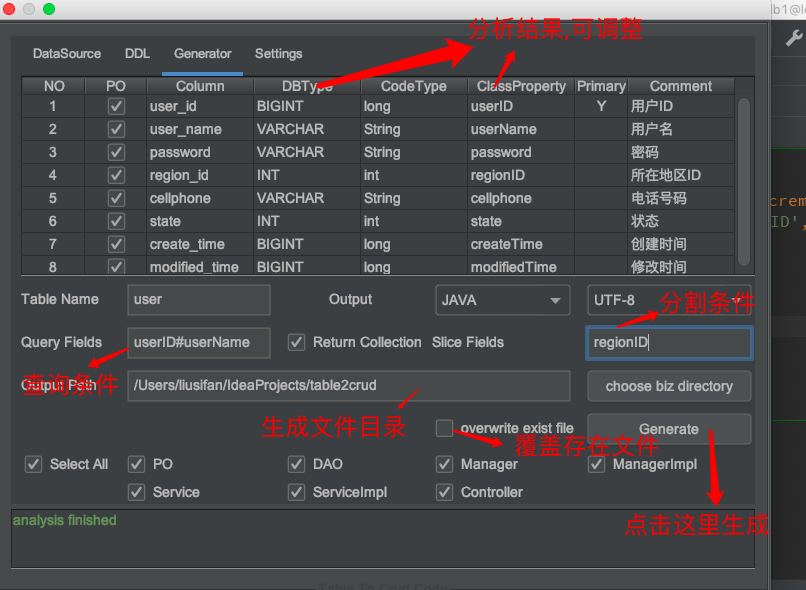 b1@l
分析结果,可调整
DataSource DDL Generator Settings
NO PO Column DBType CodeType ClassProperty Primary Comment
1 user_id BIGINT long userID Y 用户ID
2 user_name VARCHAR String userName 用户名
3 password VARCHAR String password 密码
4 region_id INT int regionID 所在地区ID
5 cellphone VARCHAR String cellphone 电话号码
6 state INT int state 状态
7 create_time BIGINT long createTime 创建时间
8 modified_time BIGINT long modifiedTime 修改时间
crem
ID',
Table Name user Output JAVA UTF-8
分割条件
Query Fields userID#userName Return Collection Slice Fields regionID
查询条件
Output Path /Users/liusifan/IdeaProjects/table2crud choose biz directory
生成文件目录
overwrite exist file Generate
覆盖存在文件
Select All PO DAO Manager ManagerImpl
Service ServiceImpl Controller
analysis finished
点击这里生成
Table To Crud Code